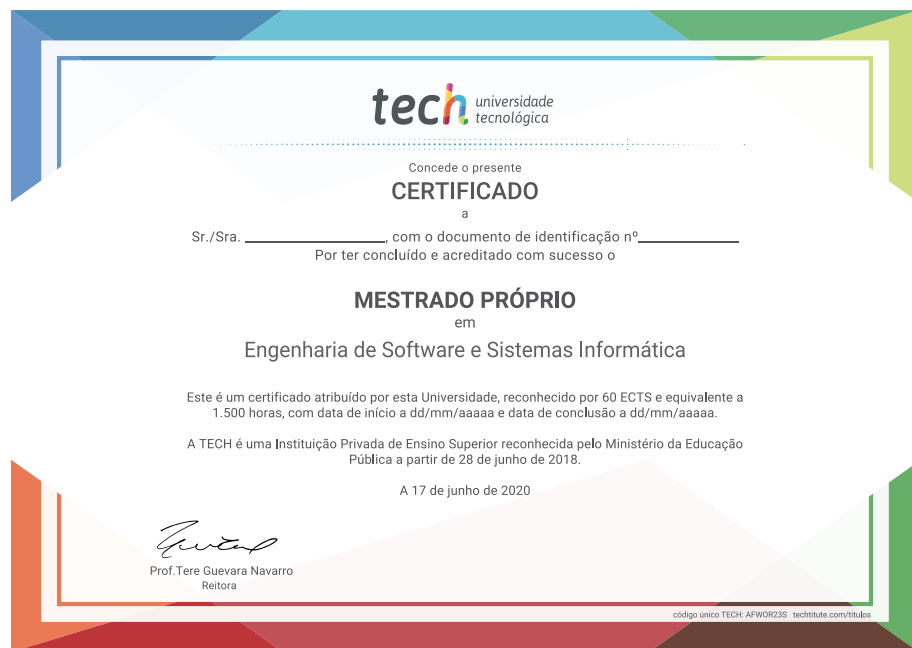 tech universidade
tecnológica
Concede o presente
CERTIFICADO
a
Sr./Sra. ________________, com o documento de identificação nº____________
Por ter concluído e acreditado com sucesso o
MESTRADO PRÓPRIO
em
Engenharia de Software e Sistemas Informática
Este é um certificado atribuído por esta Universidade, reconhecido por 60 ECTS e equivalente a
1.500 horas, com data de início a dd/mm/aaaaa e data de conclusão a dd/mm/aaaaa.
A TECH é uma Instituição Privada de Ensino Superior reconhecida pelo Ministério da Educação
Pública a partir de 28 de junho de 2018.
A 17 de junho de 2020
Prof.Tere Guevara Navarro
Reitora
código único TECH: AFWOR23S techtitute.com/titulos